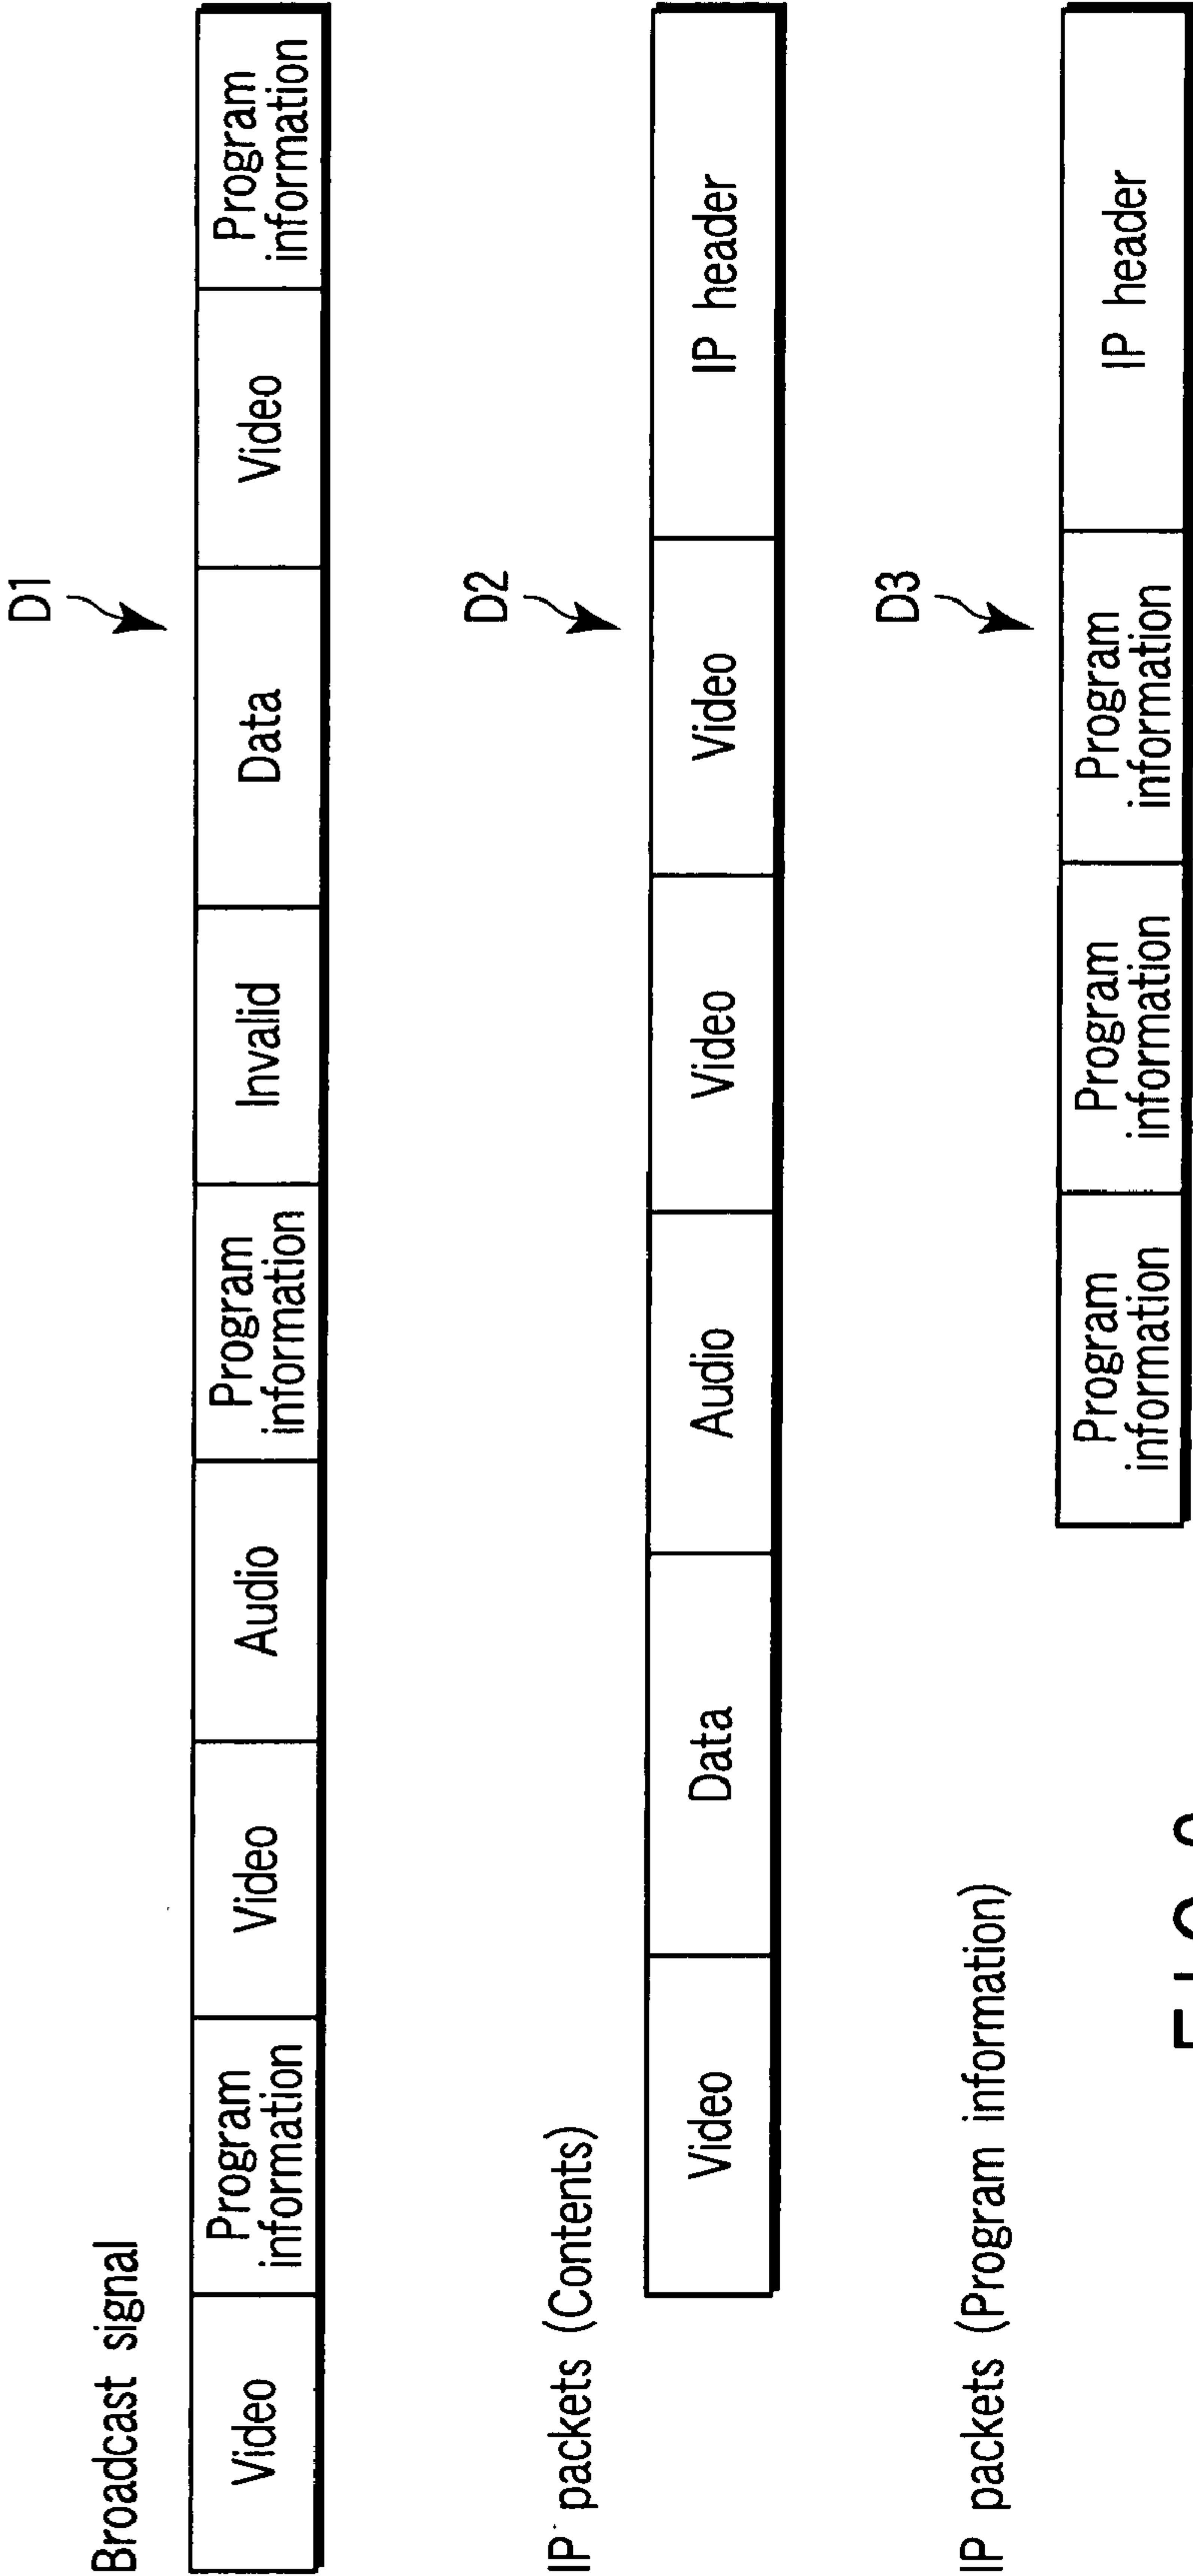 Broadcast signal
D1
Video
Program
information
Video
Audio
Program
information
Invalid
Data
Video
Program
information
IP packets (Contents)
D2
Video
Data
Audio
Video
Video
IP header
IP packets (Program information)
D3
Program
information
Program
information
Program
information
IP header